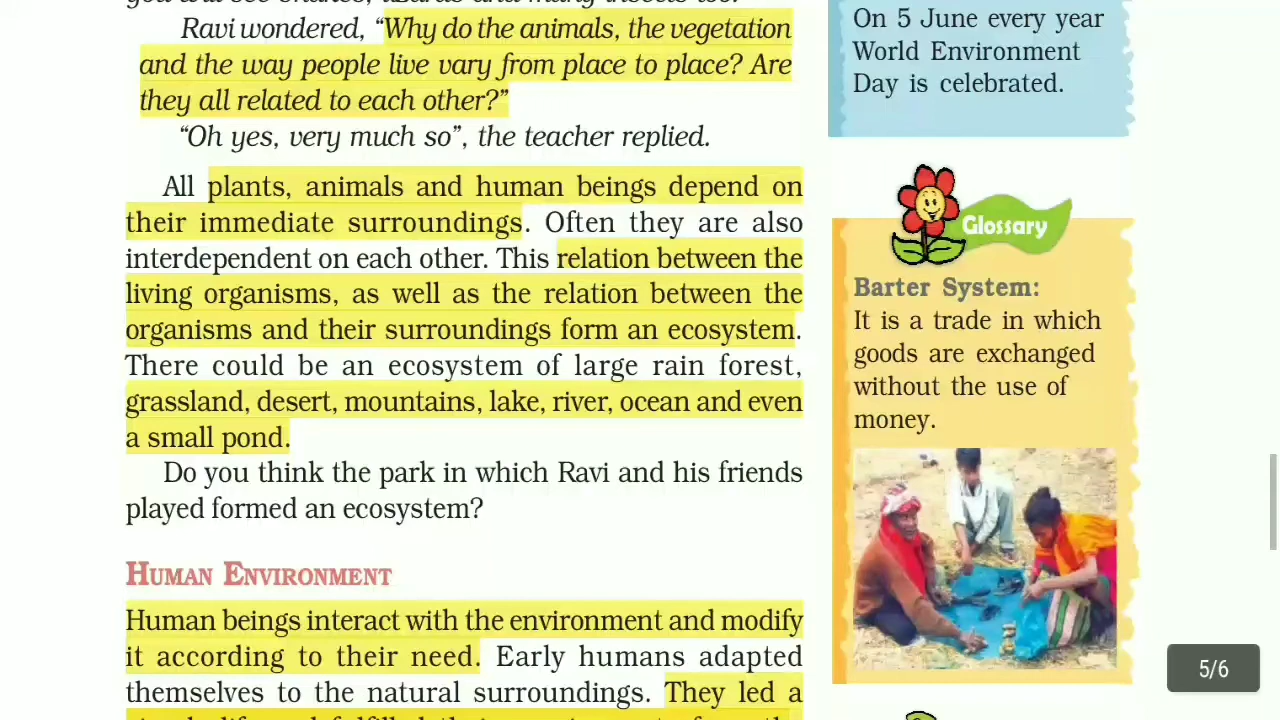 Ravi wondered, “Why do the animals, the vegetation
and the way people live vary from place to place? Are
they all related to each other?”
“Oh yes, very much so”, the teacher replied.
All plants, animals and human beings depend on
their immediate surroundings. Often they are also
interdependent on each other. This relation between the
living organisms, as well as the relation between the
organisms and their surroundings form an ecosystem.
There could be an ecosystem of large rain forest,
grassland, desert, mountains, lake, river, ocean and even
a small pond.
Do you think the park in which Ravi and his friends
played formed an ecosystem?
HUMAN ENVIRONMENT
Human beings interact with the environment and modify
it according to their need. Early humans adapted
themselves to the natural surroundings. They led a
On 5 June every year
World Environment
Day is celebrated.
Glossary
Barter System:
It is a trade in which
goods are exchanged
without the use of
money.
5/6